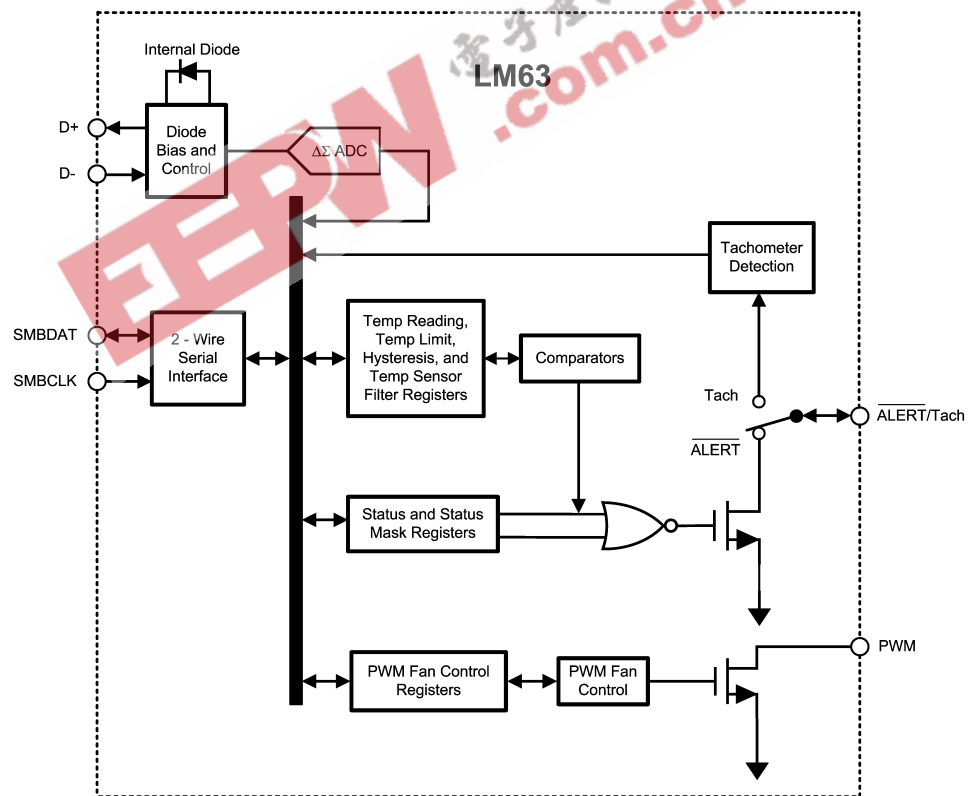 LM63
Internal Diode
D+
D-
Diode
Bias and
Control
ΔΣ ADC
Tachometer
Detection
SMBDAT
SMBCLK
2 - Wire
Serial
Interface
Temp Reading,
Temp Limit,
Hysteresis, and
Temp Sensor
Filter Registers
Comparators
Tach
ALERT
ALERT/Tach
Status and Status
Mask Registers
PWM Fan Control
Registers
PWM Fan
Control
PWM
EEPW
.com.cn